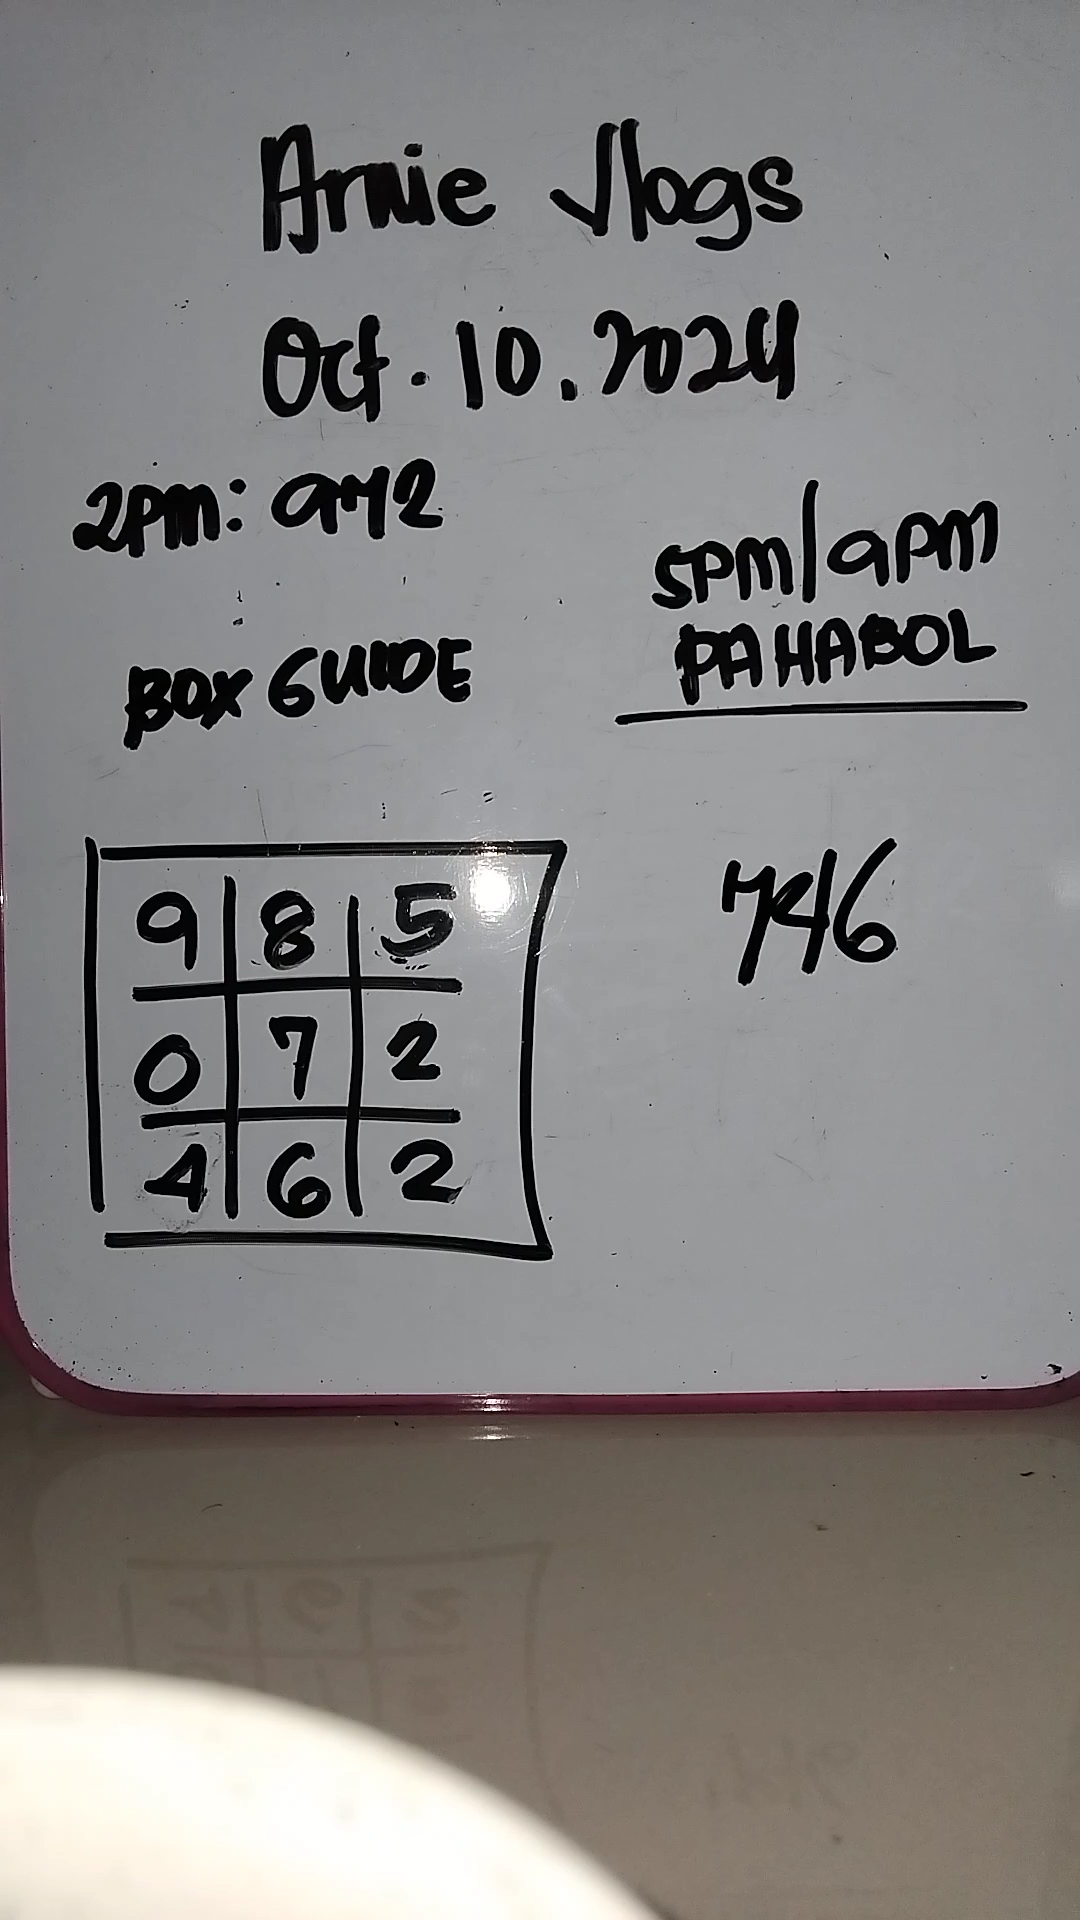 Arnie Vlogs
Oct. 10. 2024
2PM: 972
5PM/9PM
PAHABOL
BOX GUIDE
9 8 5
0 7 2
4 6 2
746